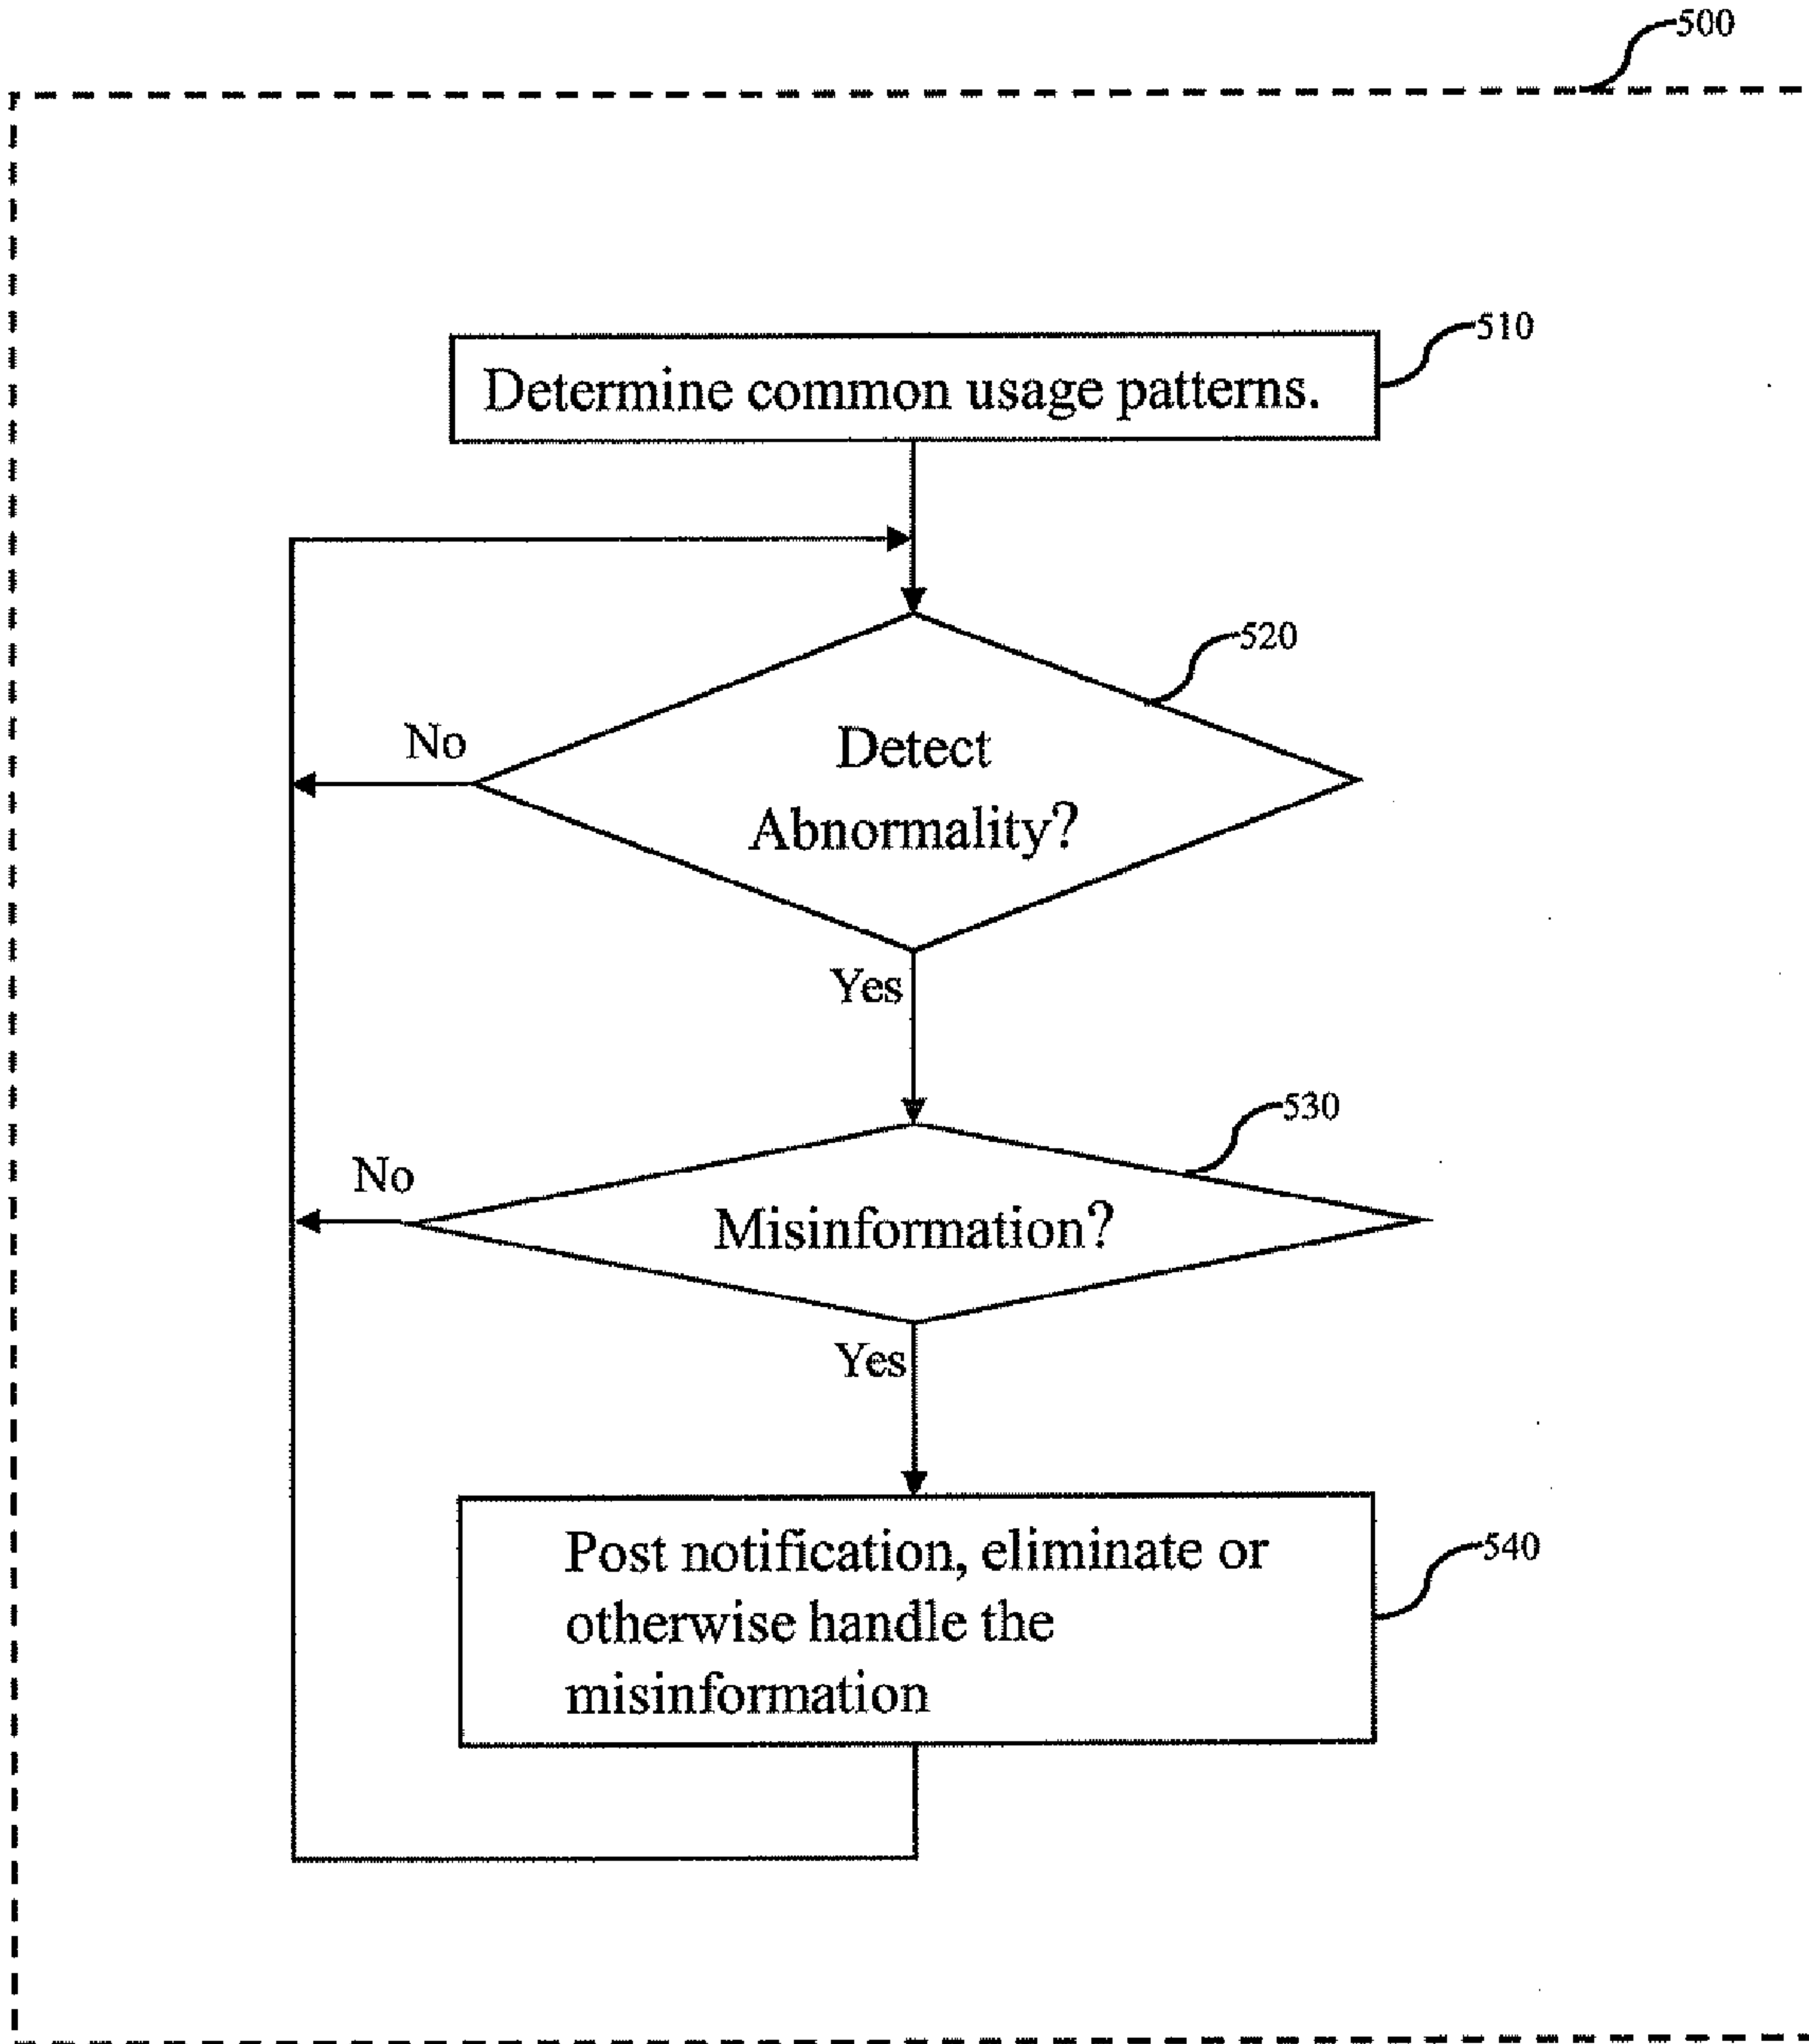 500
510
Determine common usage patterns.
520
No
Detect
Abnormality?
Yes
530
No
Misinformation?
Yes
Post notification, eliminate or
540
otherwise handle the
misinformation